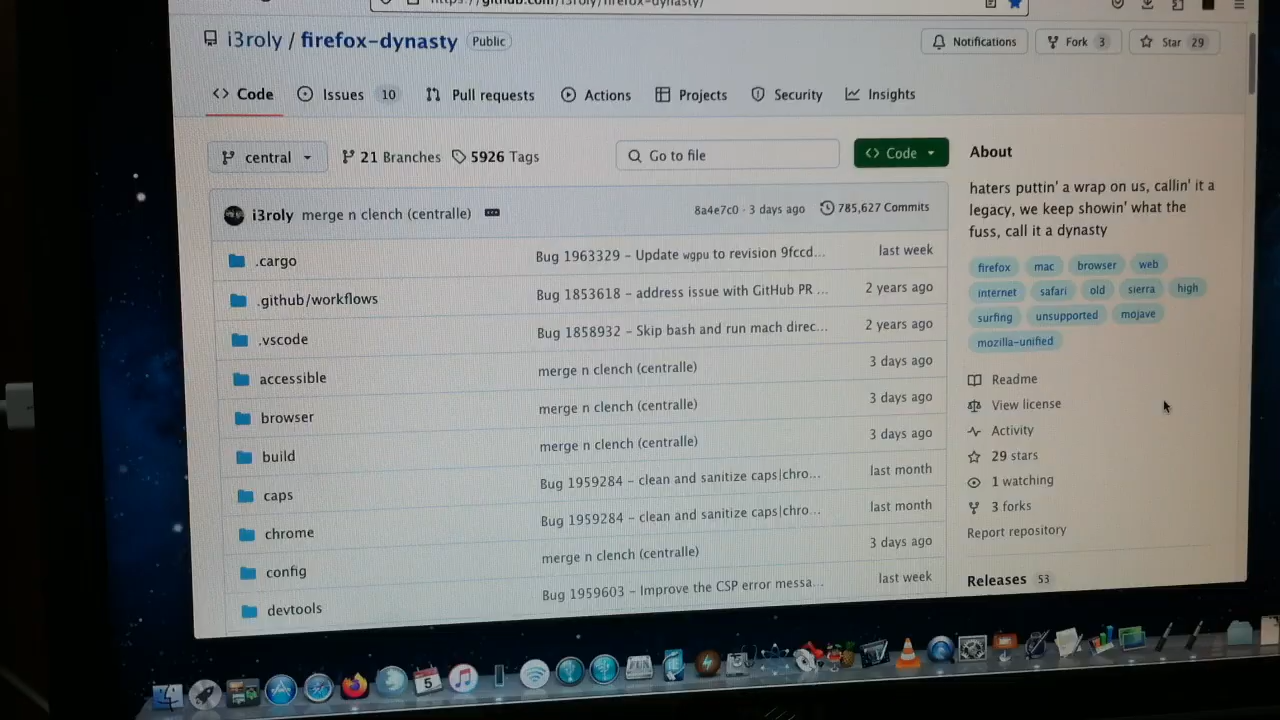 https://github.com/i3roly/firefox-dynasty/
i3roly / firefox-dynasty Public
Notifications Fork 3 Star 29
Code Issues 10 Pull requests Actions Projects Security Insights
central 21 Branches 5926 Tags Go to file Code
i3roly merge n clench (centralle) 8a4e7c0 · 3 days ago 785,627 Commits
.cargo Bug 1963329 – Update wgpu to revision 9fccd... last week
.github/workflows Bug 1853618 – address issue with GitHub PR ... 2 years ago
.vscode Bug 1858932 – Skip bash and run mach direc... 2 years ago
accessible merge n clench (centralle) 3 days ago
browser merge n clench (centralle) 3 days ago
build merge n clench (centralle) 3 days ago
caps Bug 1959284 – clean and sanitize caps|chro... last month
chrome Bug 1959284 – clean and sanitize caps|chro... last month
config merge n clench (centralle) 3 days ago
devtools Bug 1959603 – Improve the CSP error messa... last week
About
haters puttin' a wrap on us, callin' it a
legacy, we keep showin' what the
fuss, call it a dynasty
firefox mac browser web
internet safari old sierra high
surfing unsupported mojave
mozilla-unified
Readme
View license
Activity
29 stars
1 watching
3 forks
Report repository
Releases 53
5